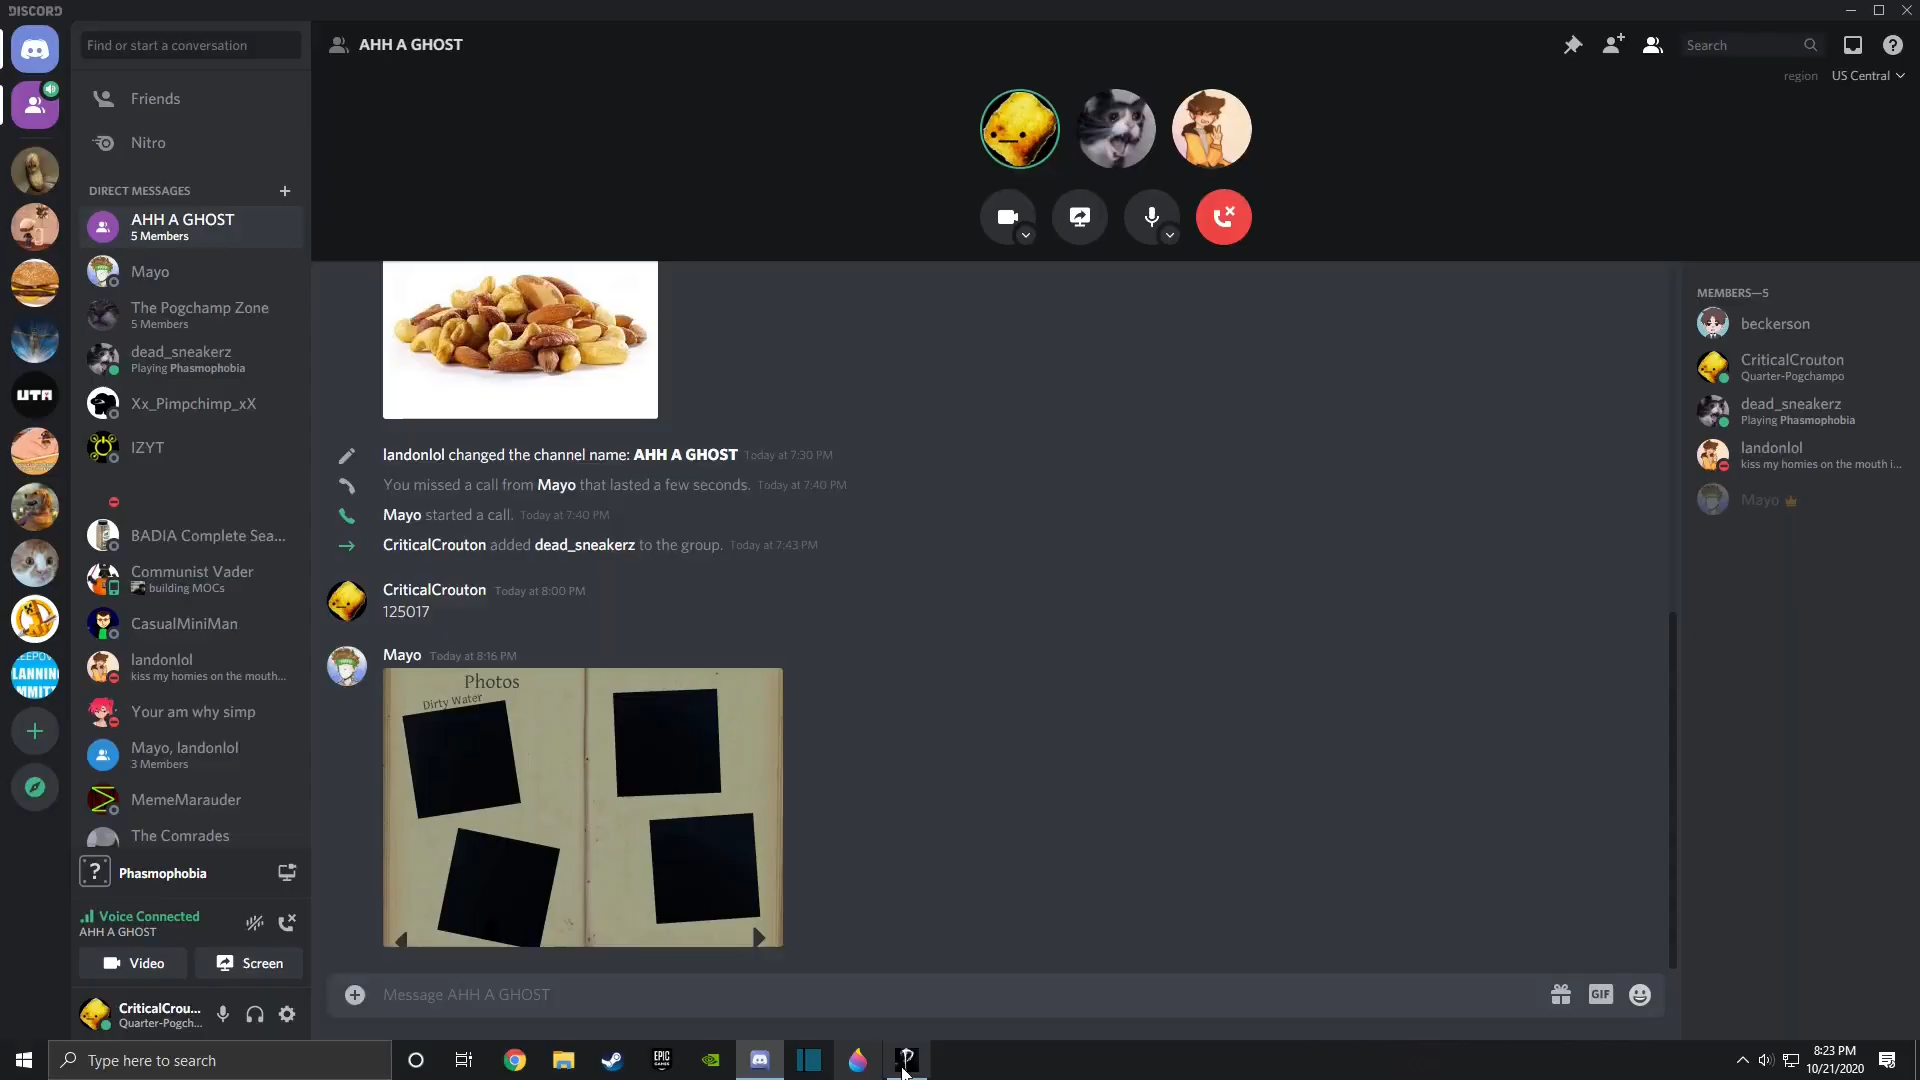 DISCORD
Find or start a conversation
AHH A GHOST
Search
region US Central
Friends
Nitro
DIRECT MESSAGES
AHH A GHOST
5 Members
Mayo
The Pogchamp Zone
5 Members
dead_sneakerz
Playing Phasmophobia
Xx_Pimpchimp_xX
IZYT
BADIA Complete Sea...
Communist Vader
building MOCs
CasualMiniMan
landonlol
kiss my homies on the mouth...
Your am why simp
Mayo, landonlol
3 Members
MemeMarauder
The Comrades
UTA
LANNIN
MMIT
Phasmophobia
Voice Connected
AHH A GHOST
Video
Screen
CriticalCrou...
Quarter-Pogch...
landonlol changed the channel name: AHH A GHOST Today at 7:30 PM
You missed a call from Mayo that lasted a few seconds. Today at 7:40 PM
Mayo started a call. Today at 7:40 PM
CriticalCrouton added dead_sneakerz to the group. Today at 7:43 PM
CriticalCrouton Today at 8:00 PM
125017
Mayo Today at 8:16 PM
Photos
Dirty Water
Message AHH A GHOST
GIF
MEMBERS—5
beckerson
CriticalCrouton
Quarter-Pogchampo
dead_sneakerz
Playing Phasmophobia
landonlol
kiss my homies on the mouth i...
Mayo
Type here to search
EPIC
GAMES
8:23 PM
10/21/2020